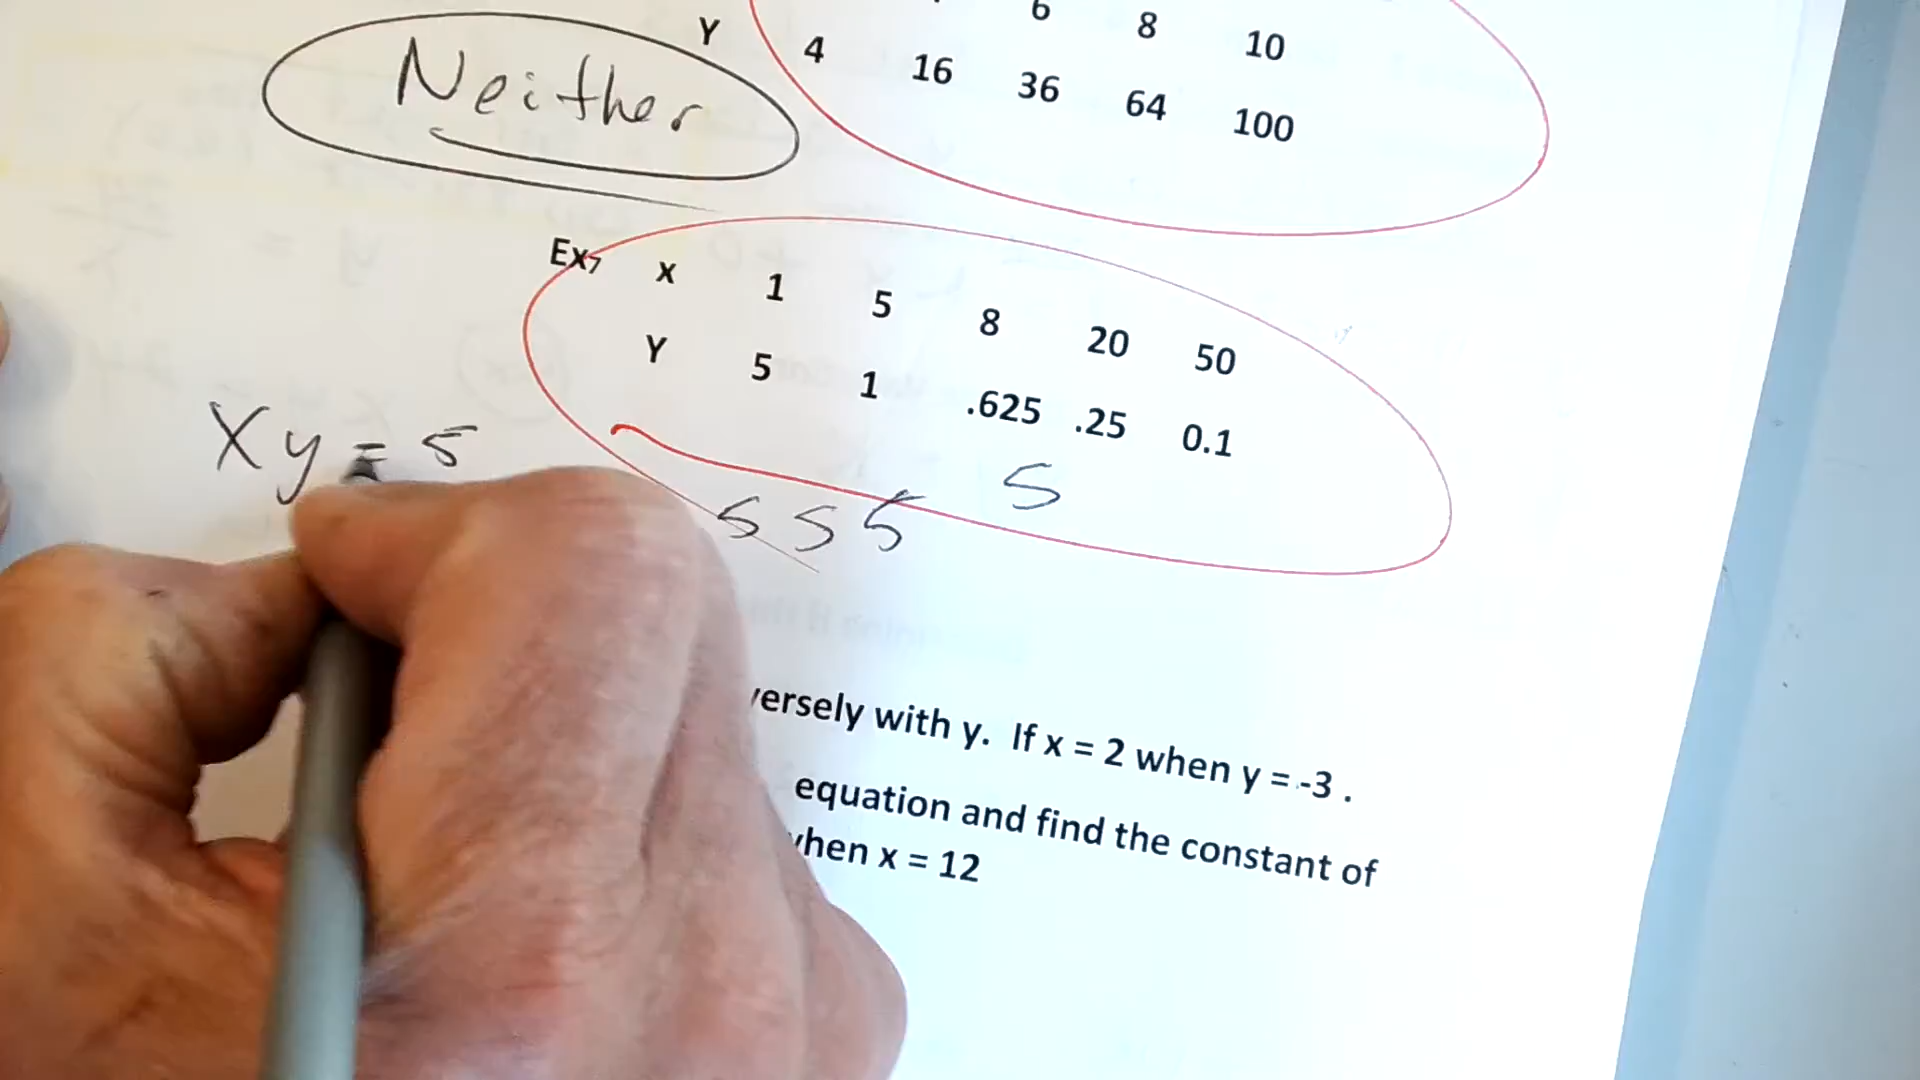 6 8 10
Y 4 16 36 64 100
Neither
Ex7 x 1 5 8 20 50
Y 5 1 .625 .25 0.1
Xy = 5
5 5 5 5
with y. If x = 2 when y = -3 .
equation and find the constant of
x = 12